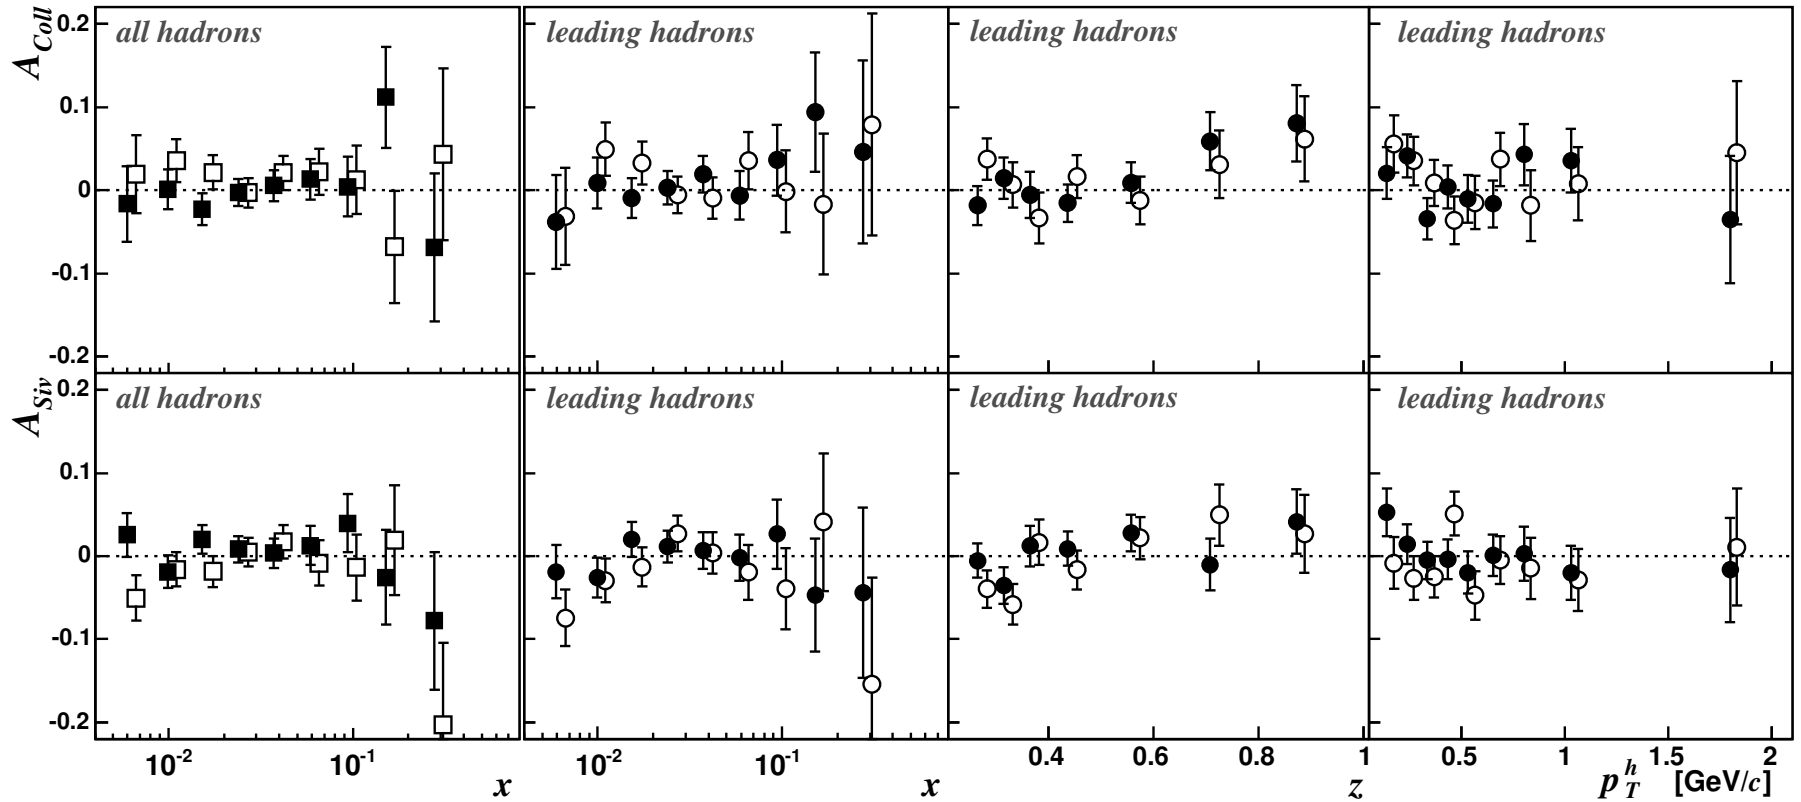 A_Coll
0.2
0.1
0
-0.1
-0.2
all hadrons
leading hadrons
leading hadrons
leading hadrons
A_Siv
0.2
0.1
0
-0.1
-0.2
all hadrons
leading hadrons
leading hadrons
leading hadrons
10^-2 10^-1
x
10^-2 10^-1
x
0.4 0.6 0.8 1
z
0.5 1 1.5 2
p_T^h [GeV/c]